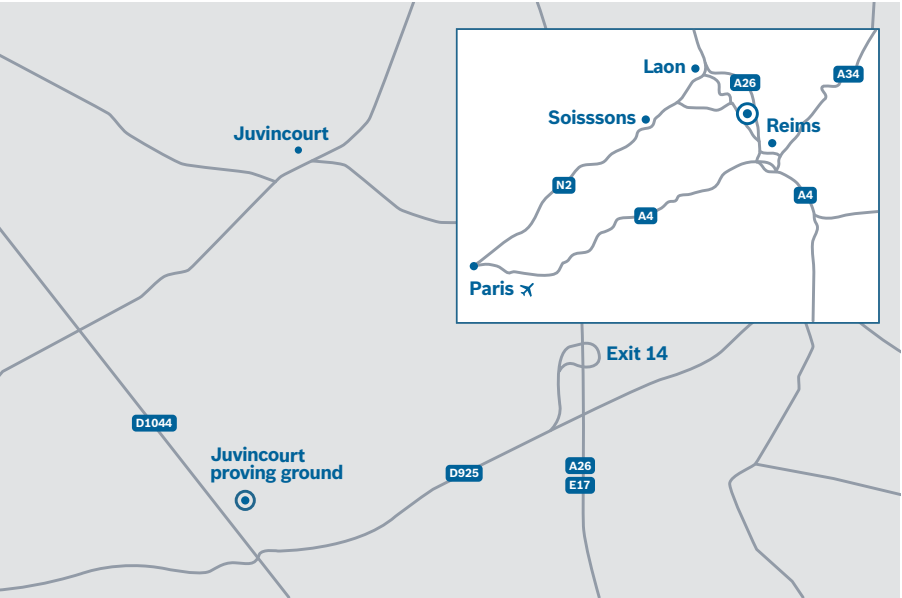 Juvincourt
D1044
Juvincourt
proving ground
D925
A26
E17
Exit 14
Laon
A26
A34
Soisssons
Reims
N2
A4
A4
Paris